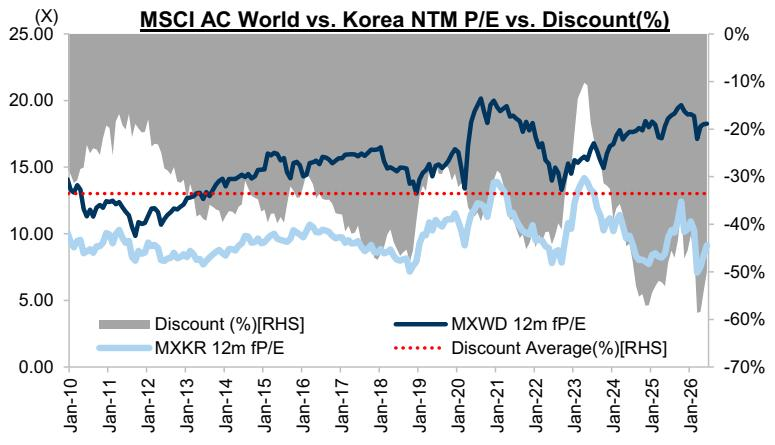 MSCI AC World vs. Korea NTM P/E vs. Discount(%)
(X)
25.00
20.00
15.00
10.00
5.00
0.00
0%
-10%
-20%
-30%
-40%
-50%
-60%
-70%
Discount (%)[RHS]
MXWD 12m fP/E
MXKR 12m fP/E
Discount Average(%)[RHS]
Jan-10
Jan-11
Jan-12
Jan-13
Jan-14
Jan-15
Jan-16
Jan-17
Jan-18
Jan-19
Jan-20
Jan-21
Jan-22
Jan-23
Jan-24
Jan-25
Jan-26